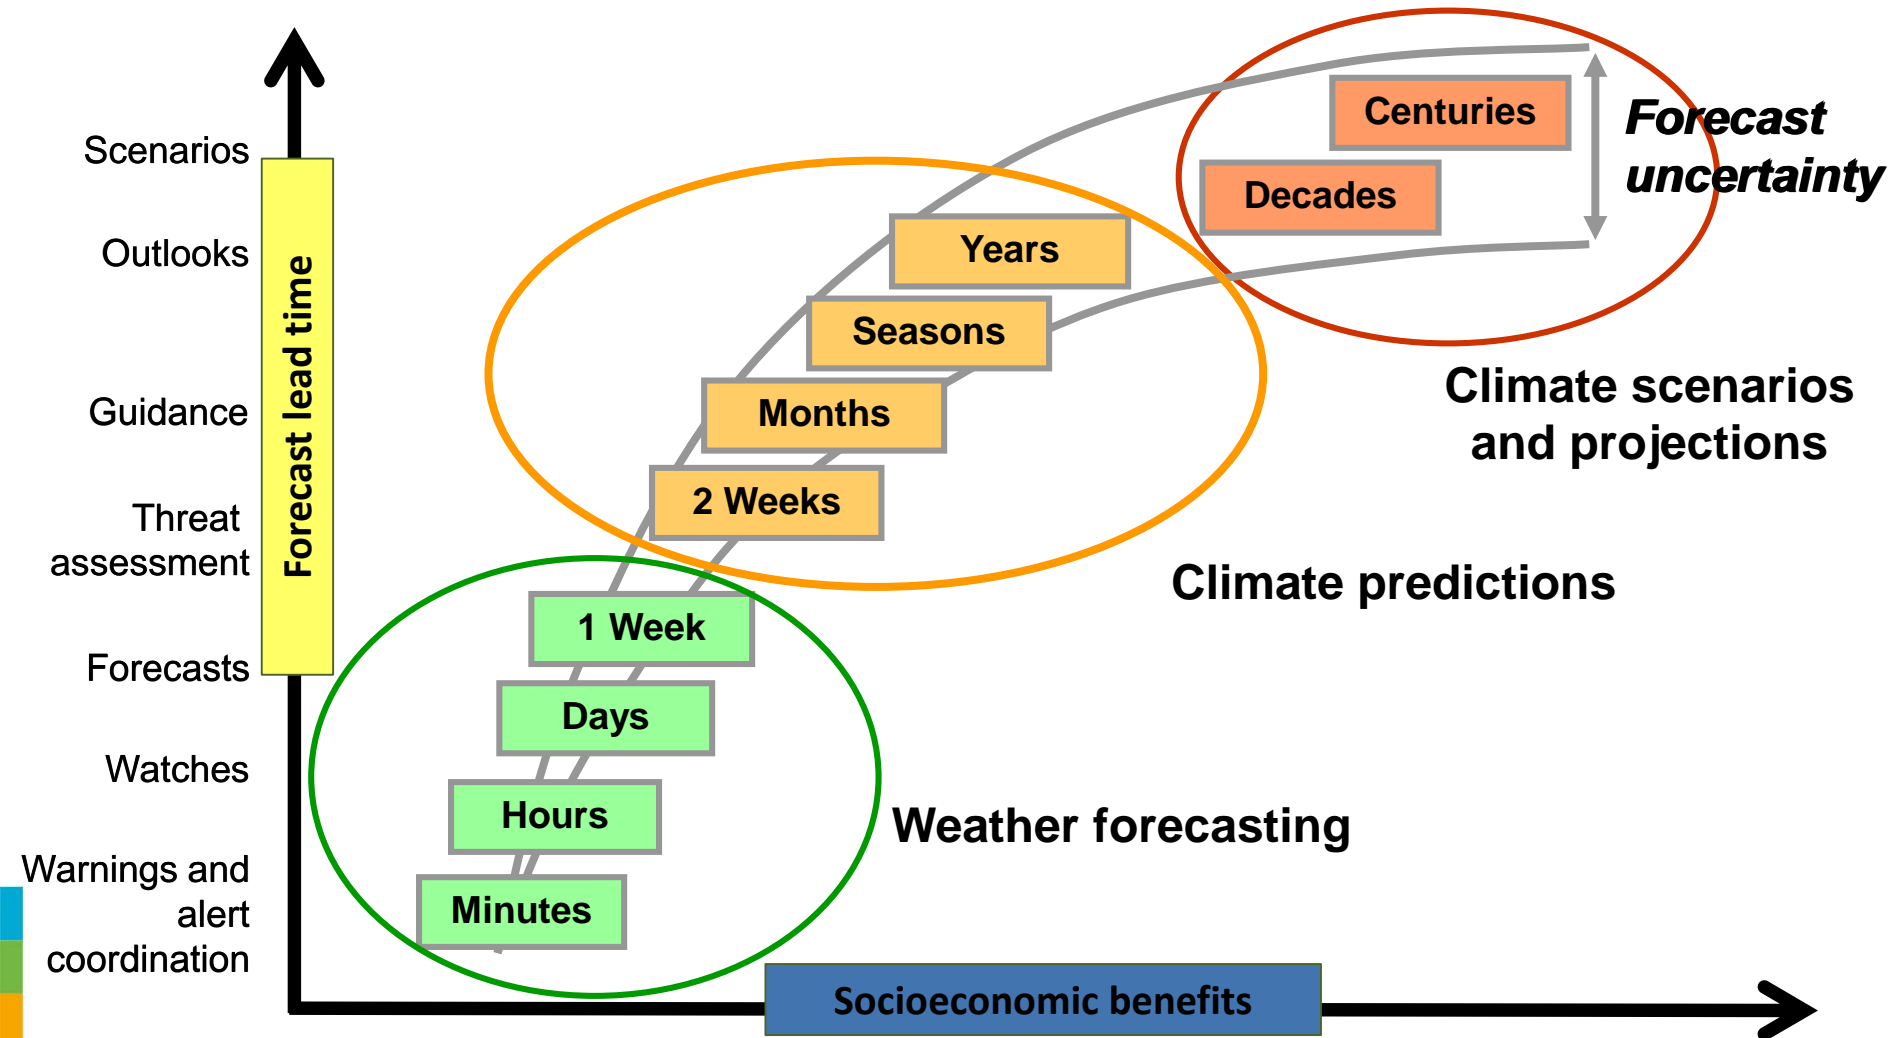 Scenarios
Outlooks
Guidance
Threat
assessment
Forecasts
Watches
Warnings and
alert
coordination
Forecast lead time
Centuries
Decades
Forecast
uncertainty
Years
Seasons
Months
2 Weeks
Climate scenarios
and projections
Climate predictions
1 Week
Days
Hours
Minutes
Weather forecasting
Socioeconomic benefits